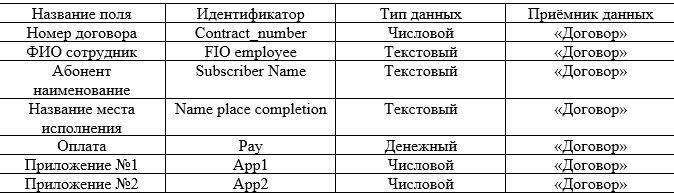 Название поля Идентификатор Тип данных Приёмник данных
Номер договора Contract_number Числовой «Договор»
ФИО сотрудник FIO employee Текстовый «Договор»
Абонент наименование Subscriber Name Текстовый «Договор»
Название места исполнения Name place completion Текстовый «Договор»
Оплата Pay Денежный «Договор»
Приложение №1 App1 Числовой «Договор»
Приложение №2 App2 Числовой «Договор»